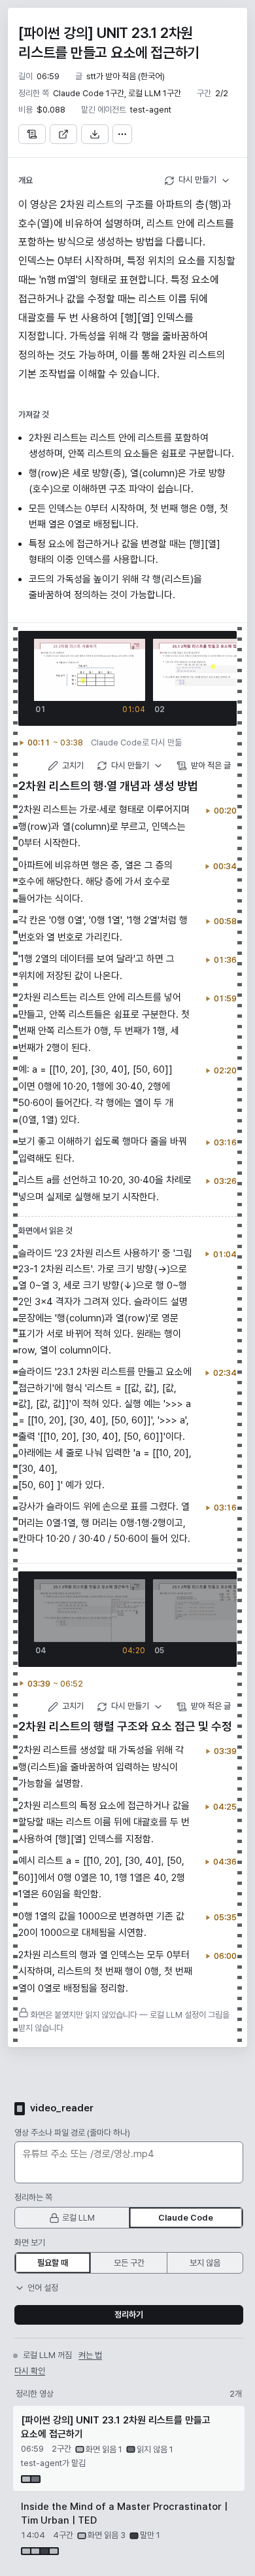 [파이썬 강의] UNIT 23.1 2차원
리스트를 만들고 요소에 접근하기
길이 06:59 글 stt가 받아 적음 (한국어)
정리한 쪽 Claude Code 1구간, 로컬 LLM 1구간 구간 2/2
비용 $0.088 맡긴 에이전트 test-agent
개요 다시 만들기
이 영상은 2차원 리스트의 구조를 아파트의 층(행)과
호수(열)에 비유하여 설명하며, 리스트 안에 리스트를
포함하는 방식으로 생성하는 방법을 다룹니다.
인덱스는 0부터 시작하며, 특정 위치의 요소를 지칭할
때는 'n행 m열'의 형태로 표현합니다. 특정 요소에
접근하거나 값을 수정할 때는 리스트 이름 뒤에
대괄호를 두 번 사용하여 [행][열] 인덱스를
지정합니다. 가독성을 위해 각 행을 줄바꿈하여
정의하는 것도 가능하며, 이를 통해 2차원 리스트의
기본 조작법을 이해할 수 있습니다.
가져갈 것
• 2차원 리스트는 리스트 안에 리스트를 포함하여
생성하며, 안쪽 리스트의 요소들은 쉼표로 구분합니다.
• 행(row)은 세로 방향(층), 열(column)은 가로 방향
(호수)으로 이해하면 구조 파악이 쉽습니다.
• 모든 인덱스는 0부터 시작하며, 첫 번째 행은 0행, 첫
번째 열은 0열로 배정됩니다.
• 특정 요소에 접근하거나 값을 변경할 때는 [행][열]
형태의 이중 인덱스를 사용합니다.
• 코드의 가독성을 높이기 위해 각 행(리스트)을
줄바꿈하여 정의하는 것이 가능합니다.
01 01:04 02
00:11 ~ 03:38 Claude Code로 다시 만듦
고치기 다시 만들기 받아 적은 글
2차원 리스트의 행·열 개념과 생성 방법
2차원 리스트는 가로·세로 형태로 이루어지며 00:20
행(row)과 열(column)로 부르고, 인덱스는
0부터 시작한다.
아파트에 비유하면 행은 층, 열은 그 층의 00:34
호수에 해당한다. 해당 층에 가서 호수로
들어가는 식이다.
각 칸은 '0행 0열', '0행 1열', '1행 2열'처럼 행 00:58
번호와 열 번호로 가리킨다.
'1행 2열의 데이터를 보여 달라'고 하면 그 01:36
위치에 저장된 값이 나온다.
2차원 리스트는 리스트 안에 리스트를 넣어 01:59
만들고, 안쪽 리스트들은 쉼표로 구분한다. 첫
번째 안쪽 리스트가 0행, 두 번째가 1행, 세
번째가 2행이 된다.
예: a = [[10, 20], [30, 40], [50, 60]] 02:20
이면 0행에 10·20, 1행에 30·40, 2행에
50·60이 들어간다. 각 행에는 열이 두 개
(0열, 1열) 있다.
보기 좋고 이해하기 쉽도록 행마다 줄을 바꿔 03:16
입력해도 된다.
리스트 a를 선언하고 10·20, 30·40을 차례로 03:26
넣으며 실제로 실행해 보기 시작한다.
화면에서 읽은 것
슬라이드 '23 2차원 리스트 사용하기' 중 '그림 01:04
23-1 2차원 리스트'. 가로 크기 방향(→)으로
열 0~열 3, 세로 크기 방향(↓)으로 행 0~행
2인 3×4 격자가 그려져 있다. 슬라이드 설명
문장에는 '행(column)과 열(row)'로 영문
표기가 서로 바뀌어 적혀 있다. 원래는 행이
row, 열이 column이다.
슬라이드 '23.1 2차원 리스트를 만들고 요소에 02:34
접근하기'에 형식 '리스트 = [[값, 값], [값,
값], [값, 값]]'이 적혀 있다. 실행 예는 '>>> a
= [[10, 20], [30, 40], [50, 60]]', '>>> a',
출력 '[[10, 20], [30, 40], [50, 60]]'이다.
아래에는 세 줄로 나눠 입력한 'a = [[10, 20],
[30, 40],
[50, 60] ]' 예가 있다.
강사가 슬라이드 위에 손으로 표를 그렸다. 열 03:16
머리는 0열·1열, 행 머리는 0행·1행·2행이고,
칸마다 10·20 / 30·40 / 50·60이 들어 있다.
04 04:20 05
03:39 ~ 06:52
고치기 다시 만들기 받아 적은 글
2차원 리스트의 행렬 구조와 요소 접근 및 수정
2차원 리스트를 생성할 때 가독성을 위해 각 03:39
행(리스트)을 줄바꿈하여 입력하는 방식이
가능함을 설명함.
2차원 리스트의 특정 요소에 접근하거나 값을 04:25
할당할 때는 리스트 이름 뒤에 대괄호를 두 번
사용하여 [행][열] 인덱스를 지정함.
예시 리스트 a = [[10, 20], [30, 40], [50, 04:36
60]]에서 0행 0열은 10, 1행 1열은 40, 2행
1열은 60임을 확인함.
0행 1열의 값을 1000으로 변경하면 기존 값 05:35
20이 1000으로 대체됨을 시연함.
2차원 리스트의 행과 열 인덱스는 모두 0부터 06:00
시작하며, 리스트의 첫 번째 행이 0행, 첫 번째
열이 0열로 배정됨을 정리함.
화면은 붙였지만 읽지 않았습니다 — 로컬 LLM 설정이 그림을
받지 않습니다
video_reader
영상 주소나 파일 경로 (줄마다 하나)
유튜브 주소 또는 /경로/영상.mp4
정리하는 쪽
로컬 LLM Claude Code
화면 보기
필요할 때 모든 구간 보지 않음
언어 설정
정리하기
로컬 LLM 꺼짐 켜는 법
다시 확인
정리한 영상 2개
[파이썬 강의] UNIT 23.1 2차원 리스트를 만들고
요소에 접근하기
06:59 2구간 화면 읽음 1 읽지 않음 1
test-agent가 맡김
Inside the Mind of a Master Procrastinator |
Tim Urban | TED
14:04 4구간 화면 읽음 3 말만 1